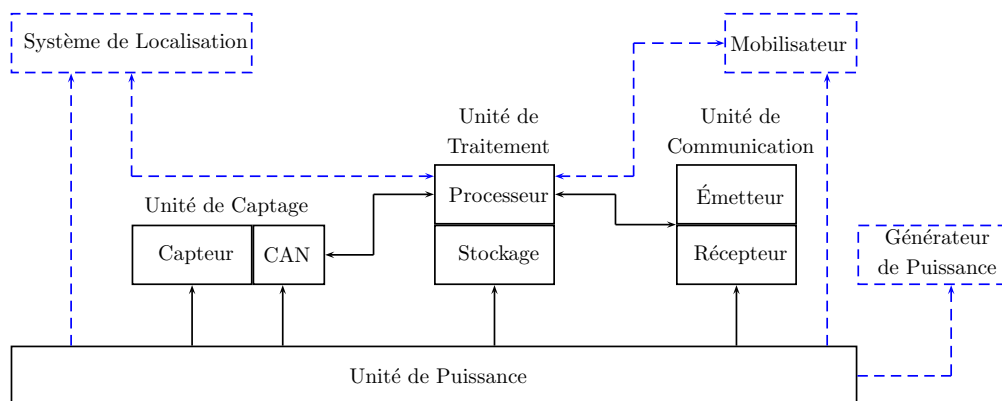 Système de Localisation
Mobilisateur
Unité de
Traitement
Unité de
Communication
Processeur
Émetteur
Unité de Captage
Capteur
CAN
Stockage
Récepteur
Générateur
de Puissance
Unité de Puissance